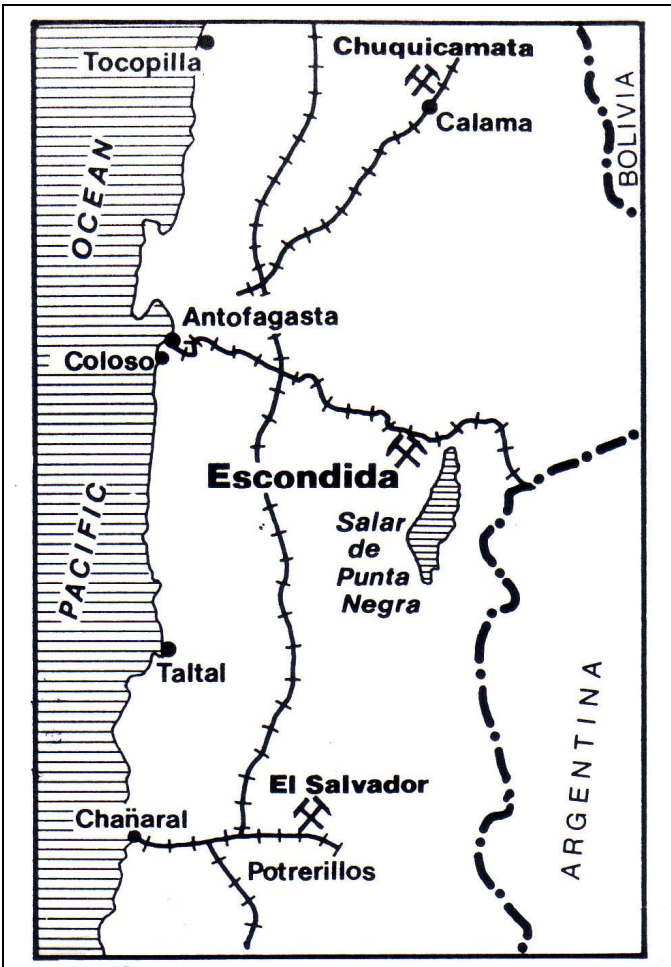 Chuquicamata
Tocopilla
Calama
BOLIVIA
OCEAN
Antofagasta
Coloso
Escondida
PACIFIC
Salar
de
Punta
Negra
Taltal
ARGENTINA
El Salvador
Chañaral
Potrerillos